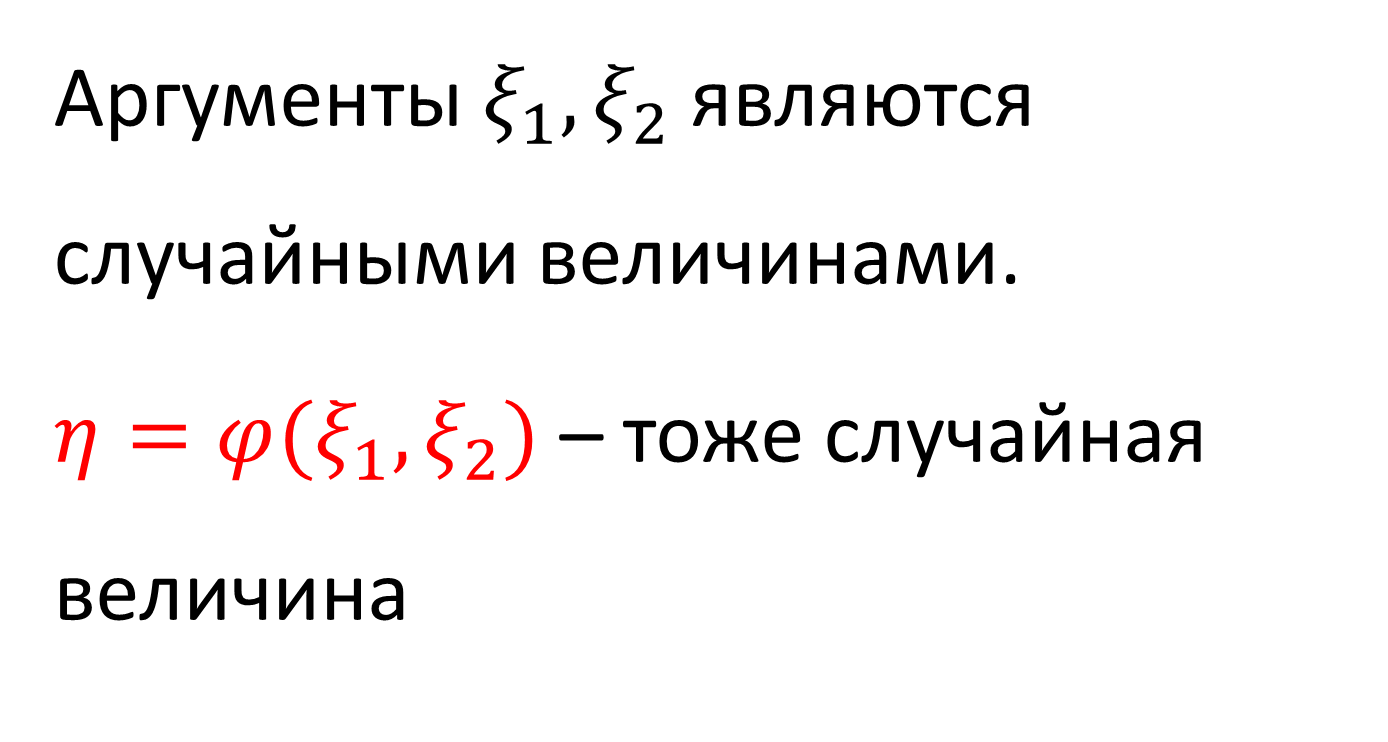 Аргументы ξ₁, ξ₂ являются
случайными величинами.
η = φ(ξ₁, ξ₂) – тоже случайная
величина